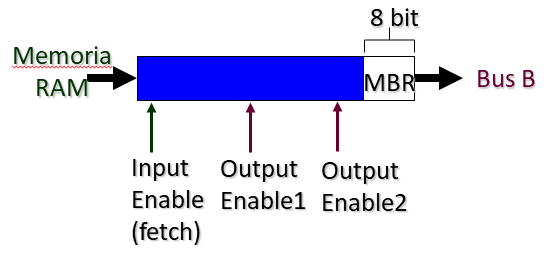 8 bit
Memoria
RAM
MBR
Bus B
Input
Enable
(fetch)
Output
Enable1
Output
Enable2